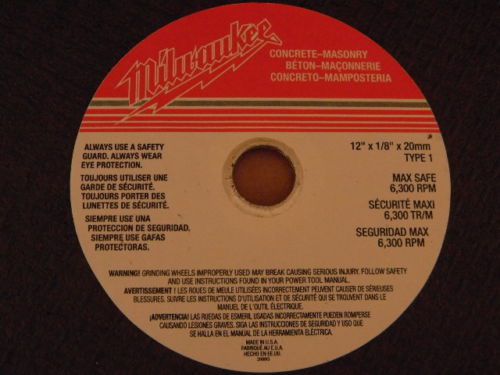 Milwaukee
CONCRETE–MASONRY
BÉTON–MAÇONNERIE
CONCRETO–MAMPOSTERIA
ALWAYS USE A SAFETY
GUARD. ALWAYS WEAR
EYE PROTECTION.
TOUJOURS UTILISER UNE
GARDE DE SÉCURITÉ.
TOUJOURS PORTER DES
LUNETTES DE SÉCURITÉ.
SIEMPRE USE UNA
PROTECCION DE SEGURIDAD.
SIEMPRE USE GAFAS
PROTECTORAS.
12" x 1/8" x 20mm
TYPE 1
MAX SAFE
6,300 RPM
SÉCURITÉ MAXI
6,300 TR/M
SEGURIDAD MAX
6,300 RPM
WARNING! GRINDING WHEELS IMPROPERLY USED MAY BREAK CAUSING SERIOUS INJURY. FOLLOW SAFETY
AND USE INSTRUCTIONS FOUND IN YOUR POWER TOOL MANUAL.
AVERTISSEMENT ! LES ROUES DE MEULE UTILISÉES INCORRECTEMENT PEUVENT CAUSER DE SÉRIEUSES
BLESSURES. SUIVRE LES INSTRUCTIONS D'UTILISATION ET DE SÉCURITÉ QUI SE TROUVENT DANS LE
MANUEL DE L'OUTIL ÉLECTRIQUE.
¡ADVERTENCIA! LAS RUEDAS DE ESMERIL USADAS INCORRECTAMENTE PUEDEN ROMPERSE
CAUSANDO LESIONES GRAVES. SIGA LAS INSTRUCCIONES DE SEGURIDAD Y USO QUE
SE HALLA EN EL MANUAL DE LA HERRAMIENTA ELÉCTRICA.
MADE IN U.S.A.
FABRIQUÉ AU É.U.A.
HECHO EN EE.UU.